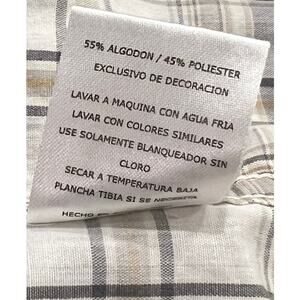 55% ALGODON / 45% POLIESTER
EXCLUSIVO DE DECORACION
LAVAR A MAQUINA CON AGUA FRIA
LAVAR CON COLORES SIMILARES
USE SOLAMENTE BLANQUEADOR SIN
CLORO
SECAR A TEMPERATURA BAJA
PLANCHA TIBIA SI SE NECESITA
HECHO